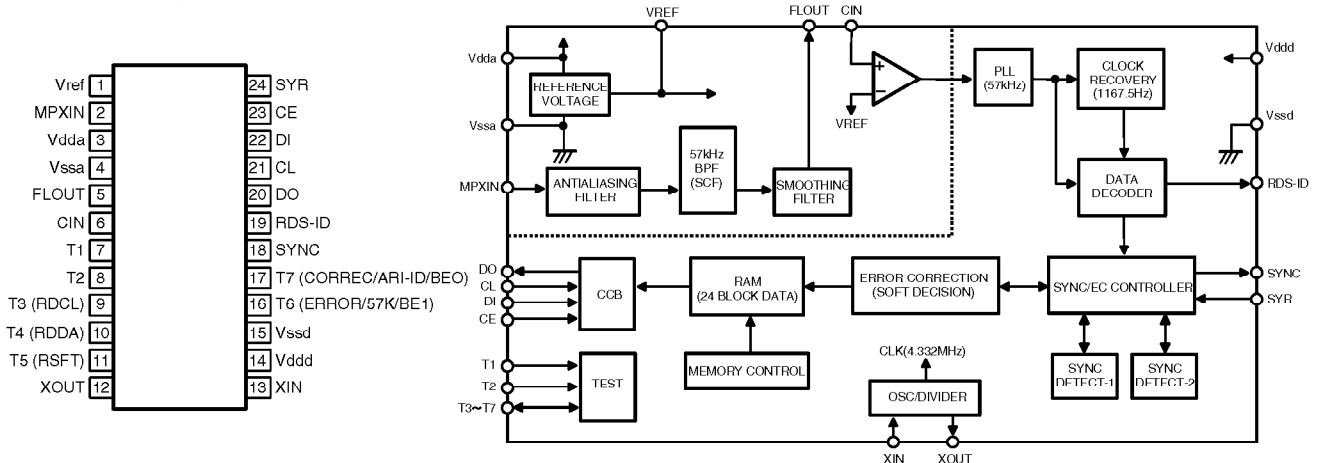 Vref 1
MPXIN 2
Vdda 3
Vssa 4
FLOUT 5
CIN 6
T1 7
T2 8
T3 (RDCL) 9
T4 (RDDA) 10
T5 (RSFT) 11
XOUT 12
24 SYR
23 CE
22 DI
21 CL
20 DO
19 RDS-ID
18 SYNC
17 T7 (CORREC/ARI-ID/BEO)
16 T6 (ERROR/57K/BE1)
15 Vssd
14 Vddd
13 XIN
VREF
FLOUT
CIN
Vdda
REFERENCE
VOLTAGE
Vssa
+
−
VREF
PLL
(57kHz)
CLOCK
RECOVERY
(1167.5Hz)
Vddd
Vssd
MPXIN
ANTIALIASING
FILTER
57kHz
BPF
(SCF)
SMOOTHING
FILTER
DATA
DECODER
RDS-ID
DO
CL
DI
CE
CCB
RAM
(24 BLOCK DATA)
ERROR CORRECTION
(SOFT DECISION)
SYNC/EC CONTROLLER
SYNC
SYR
T1
T2
T3~T7
TEST
MEMORY CONTROL
CLK(4.332MHz)
OSC/DIVIDER
SYNC
DETECT-1
SYNC
DETECT-2
XIN
XOUT